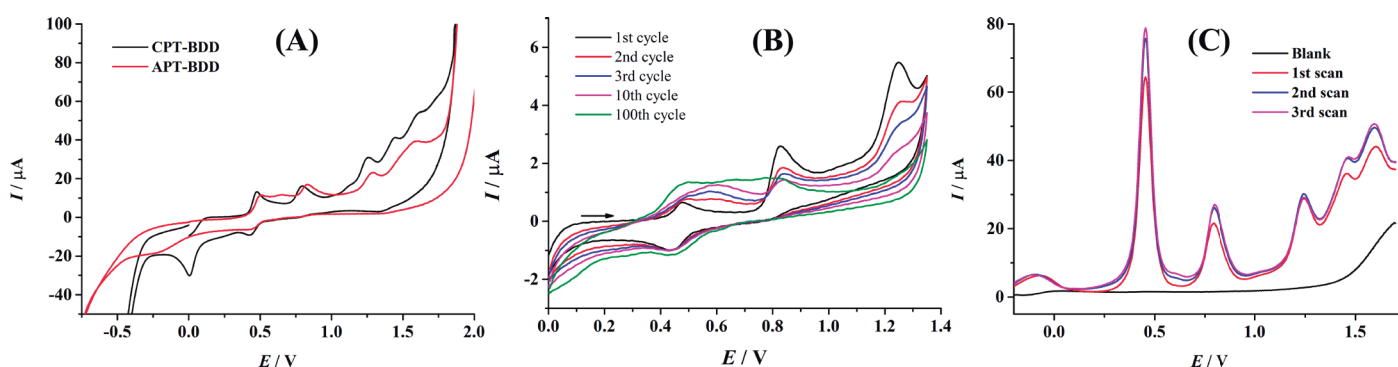 (A)
CPT-BDD
APT-BDD
I / µA
100
80
60
40
20
0
-20
-40
-0.5
0.0
0.5
1.0
1.5
2.0
E / V
(B)
1st cycle
2nd cycle
3rd cycle
10th cycle
100th cycle
I / µA
6
4
2
0
-2
0.0
0.2
0.4
0.6
0.8
1.0
1.2
1.4
E / V
(C)
Blank
1st scan
2nd scan
3rd scan
I / µA
80
60
40
20
0
0.0
0.5
1.0
1.5
E / V